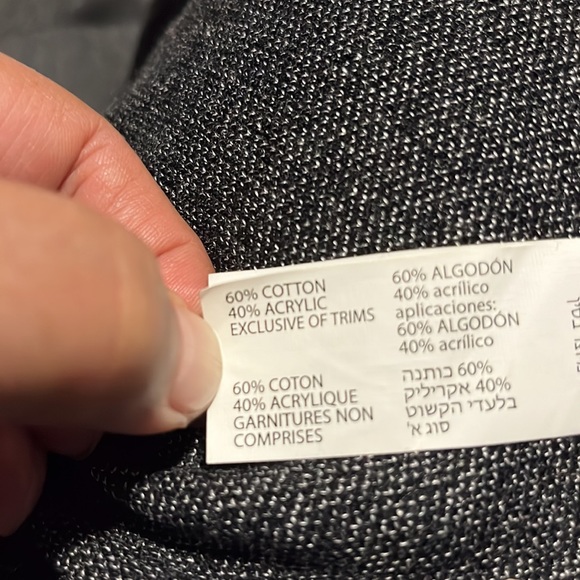 60% COTTON
40% ACRYLIC
EXCLUSIVE OF TRIMS
60% COTON
40% ACRYLIQUE
GARNITURES NON
COMPRISES
60% ALGODÓN
40% acrílico
aplicaciones:
60% ALGODÓN
40% acrílico
60% כותנה
40% אקריליק
בלעדי הקשוט
סוג א'